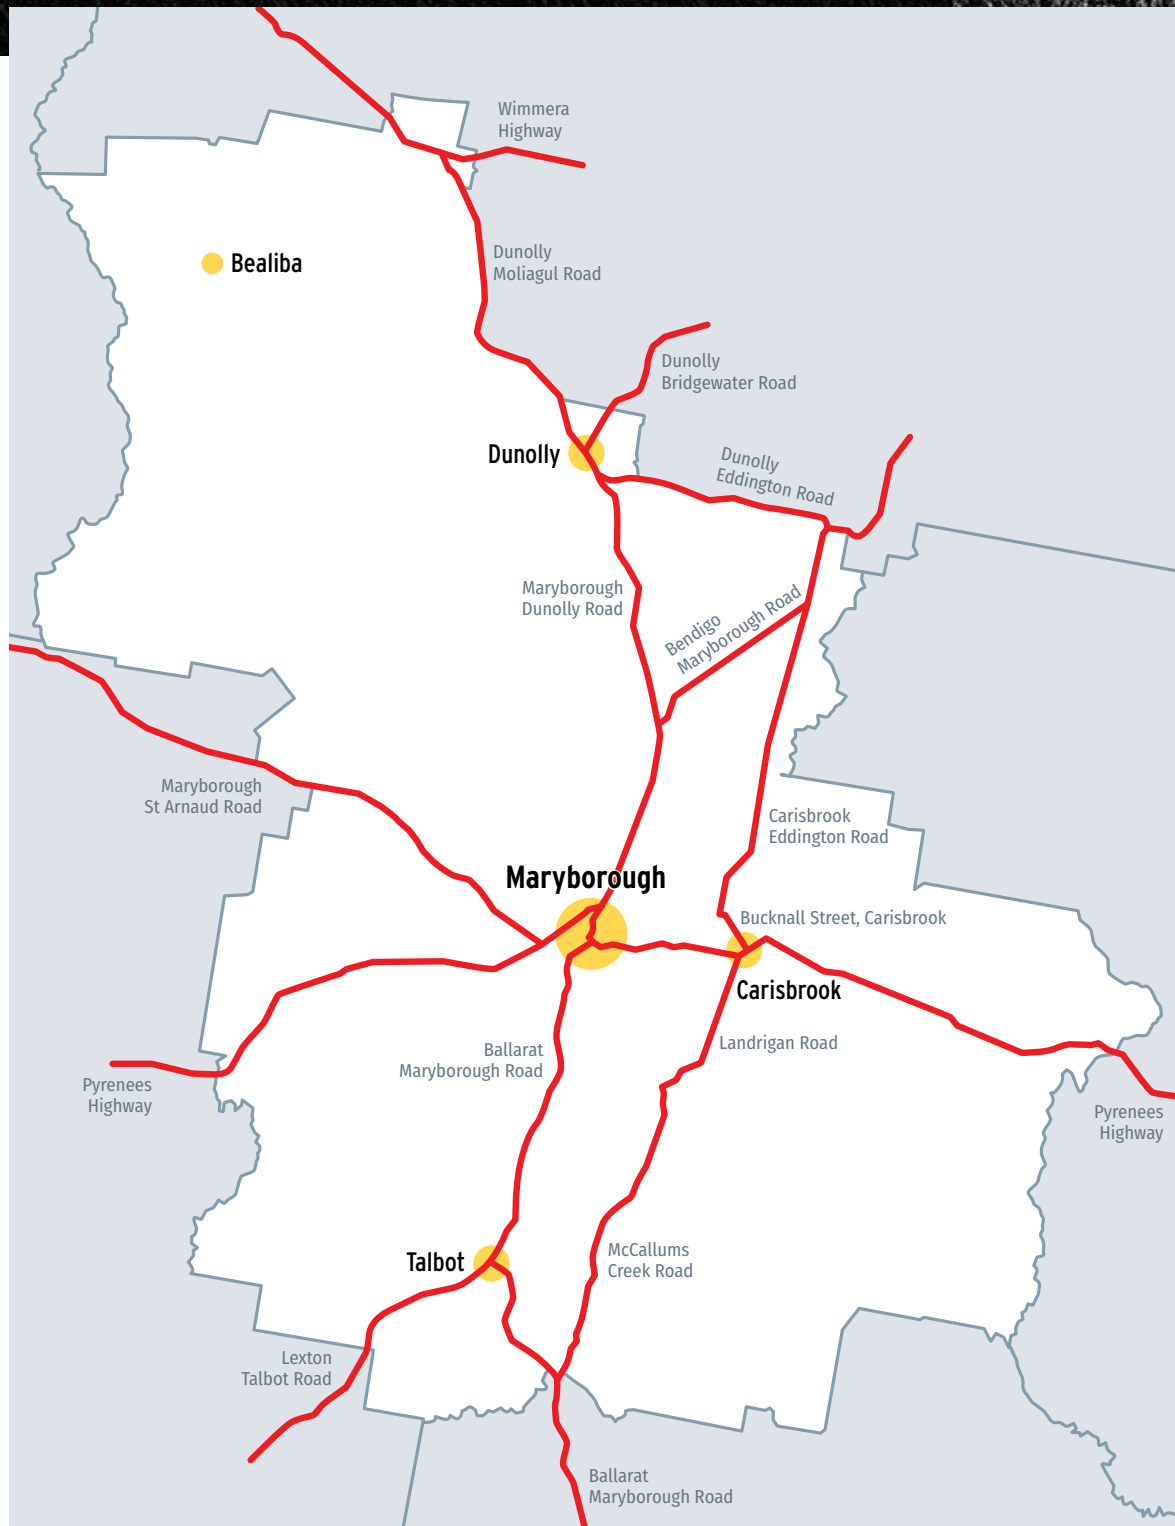 Wimmera
Highway
Dunolly
Moliagul Road
Bealiba
Dunolly
Bridgewater Road
Dunolly
Dunolly
Eddington Road
Maryborough
Dunolly Road
Bendigo
Maryborough Road
Maryborough
St Arnaud Road
Carisbrook
Eddington Road
Maryborough
Bucknall Street, Carisbrook
Carisbrook
Landrigan Road
Ballarat
Maryborough Road
Pyrenees
Highway
Pyrenees
Highway
Talbot
McCallums
Creek Road
Lexton
Talbot Road
Ballarat
Maryborough Road